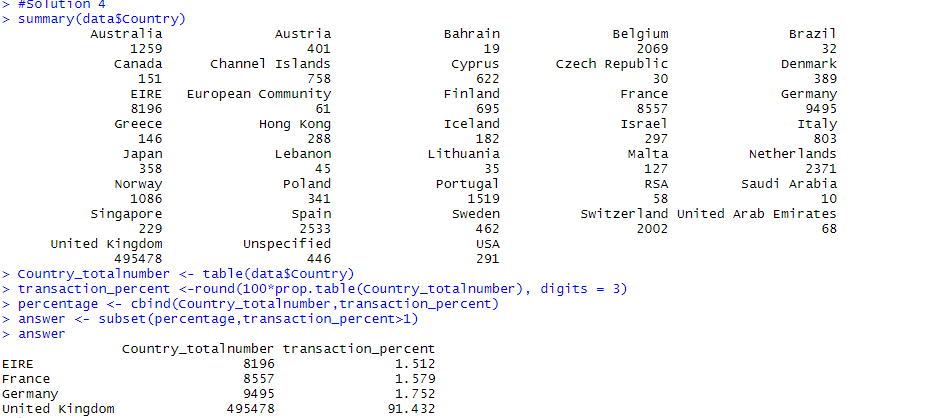 > #Solution 4
> summary(data$Country)
Australia Austria Bahrain Belgium Brazil
1259 401 19 2069 32
Canada Channel Islands Cyprus Czech Republic Denmark
151 758 622 30 389
EIRE European Community Finland France Germany
8196 61 695 8557 9495
Greece Hong Kong Iceland Israel Italy
146 288 182 297 803
Japan Lebanon Lithuania Malta Netherlands
358 45 35 127 2371
Norway Poland Portugal RSA Saudi Arabia
1086 341 1519 58 10
Singapore Spain Sweden Switzerland United Arab Emirates
229 2533 462 2002 68
United Kingdom Unspecified USA
495478 446 291
> Country_totalnumber <- table(data$Country)
> transaction_percent <-round(100*prop.table(Country_totalnumber), digits = 3)
> percentage <- cbind(Country_totalnumber,transaction_percent)
> answer <- subset(percentage,transaction_percent>1)
> answer
Country_totalnumber transaction_percent
EIRE 8196 1.512
France 8557 1.579
Germany 9495 1.752
United Kingdom 495478 91.432